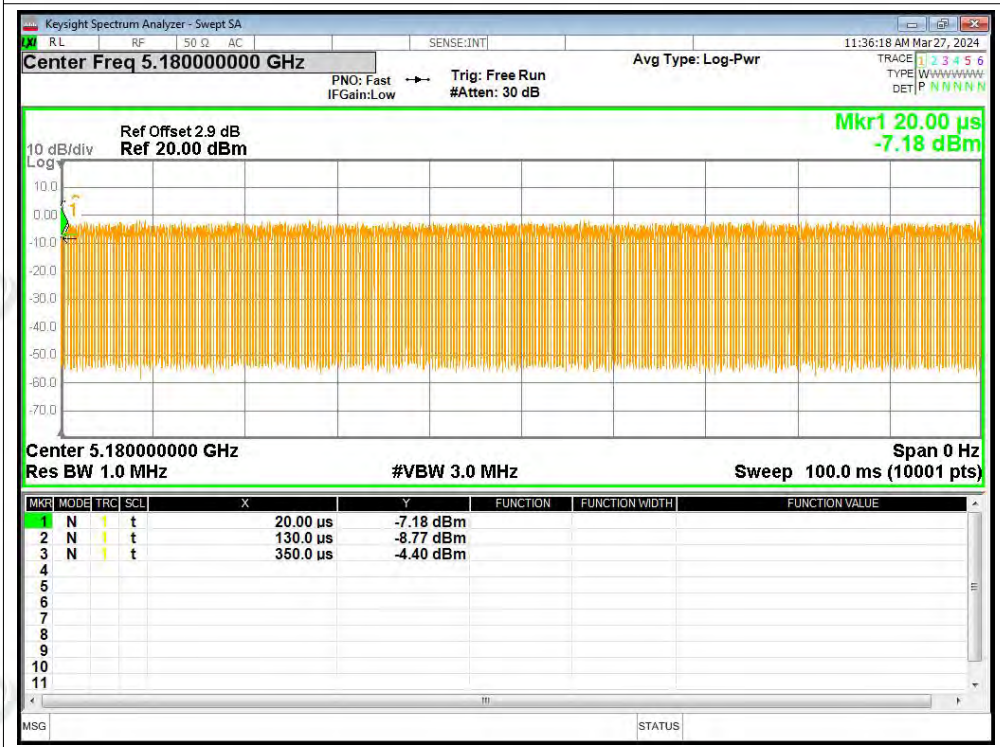 Keysight Spectrum Analyzer - Swept SA
LXI RL RF 50 Ω AC SENSE:INT 11:36:18 AM Mar 27, 2024
Center Freq 5.180000000 GHz
PNO: Fast
IFGain:Low
Trig: Free Run
#Atten: 30 dB
Avg Type: Log-Pwr
TRACE 1 2 3 4 5 6
TYPE WWWWWW
DET P N N N N N
Mkr1 20.00 µs
-7.18 dBm
Ref Offset 2.9 dB
10 dB/div Ref 20.00 dBm
Log
10.0
0.00
-10.0
-20.0
-30.0
-40.0
-50.0
-60.0
-70.0
1
Center 5.180000000 GHz Span 0 Hz
Res BW 1.0 MHz #VBW 3.0 MHz Sweep 100.0 ms (10001 pts)
MKR MODE TRC SCL X Y FUNCTION FUNCTION WIDTH FUNCTION VALUE
1 N 1 t 20.00 µs -7.18 dBm
2 N 1 t 130.0 µs -8.77 dBm
3 N 1 t 350.0 µs -4.40 dBm
4
5
6
7
8
9
10
11
MSG STATUS